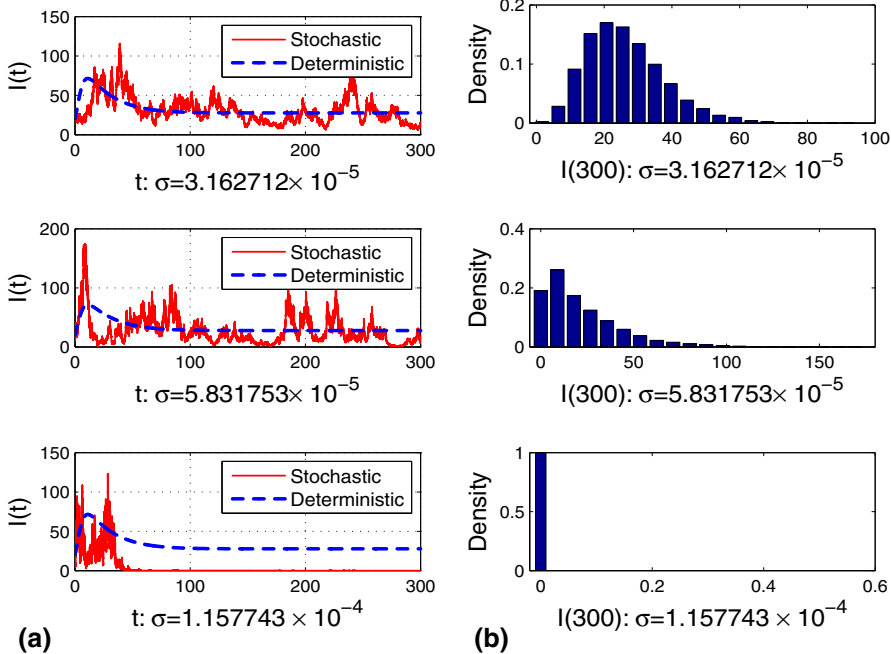 150
100
50
0
I(t)
Stochastic
Deterministic
0 100 200 300
t: σ=3.162712× 10⁻⁵
0.2
0.1
0
Density
0 20 40 60 80 100
I(300): σ=3.162712× 10⁻⁵
200
100
0
I(t)
Stochastic
Deterministic
0 100 200 300
t: σ=5.831753× 10⁻⁵
0.4
0.2
0
Density
0 50 100 150
I(300): σ=5.831753× 10⁻⁵
150
100
50
0
I(t)
Stochastic
Deterministic
0 100 200 300
t: σ=1.157743 × 10⁻⁴
1
0.5
0
Density
0 0.2 0.4 0.6
I(300): σ=1.157743 × 10⁻⁴
(a)
(b)